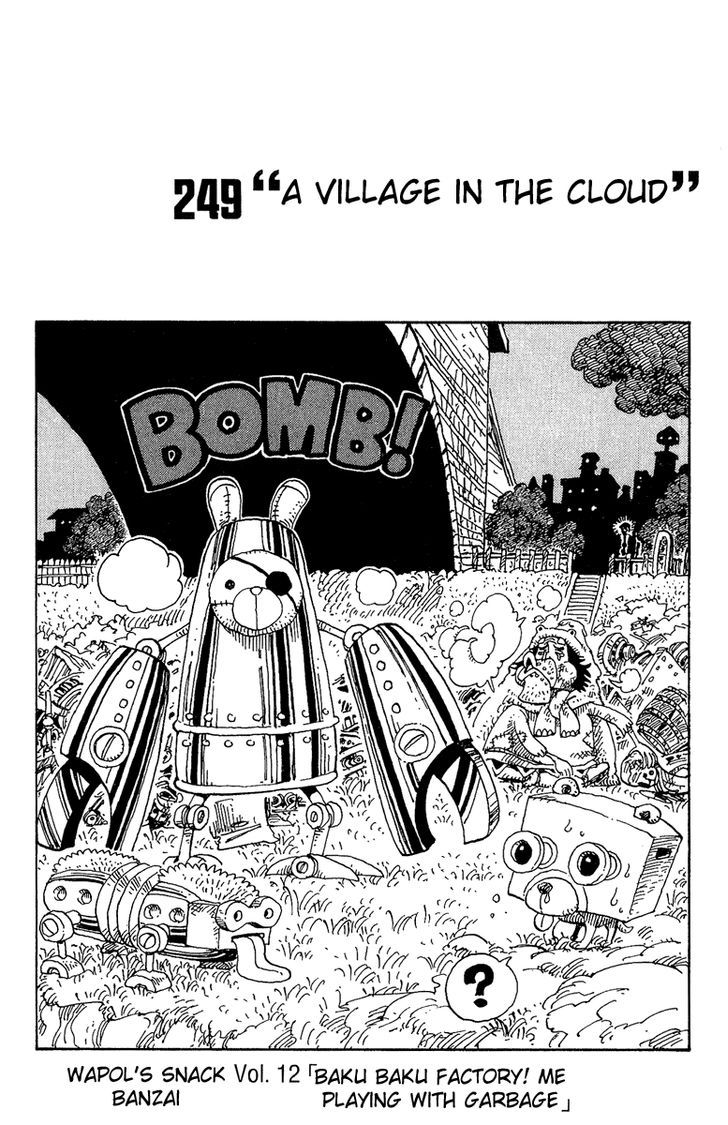 249 “A VILLAGE IN THE CLOUD”
BOMB!
?
WAPOL'S SNACK Vol. 12「BAKU BAKU FACTORY! ME
BANZAI PLAYING WITH GARBAGE」